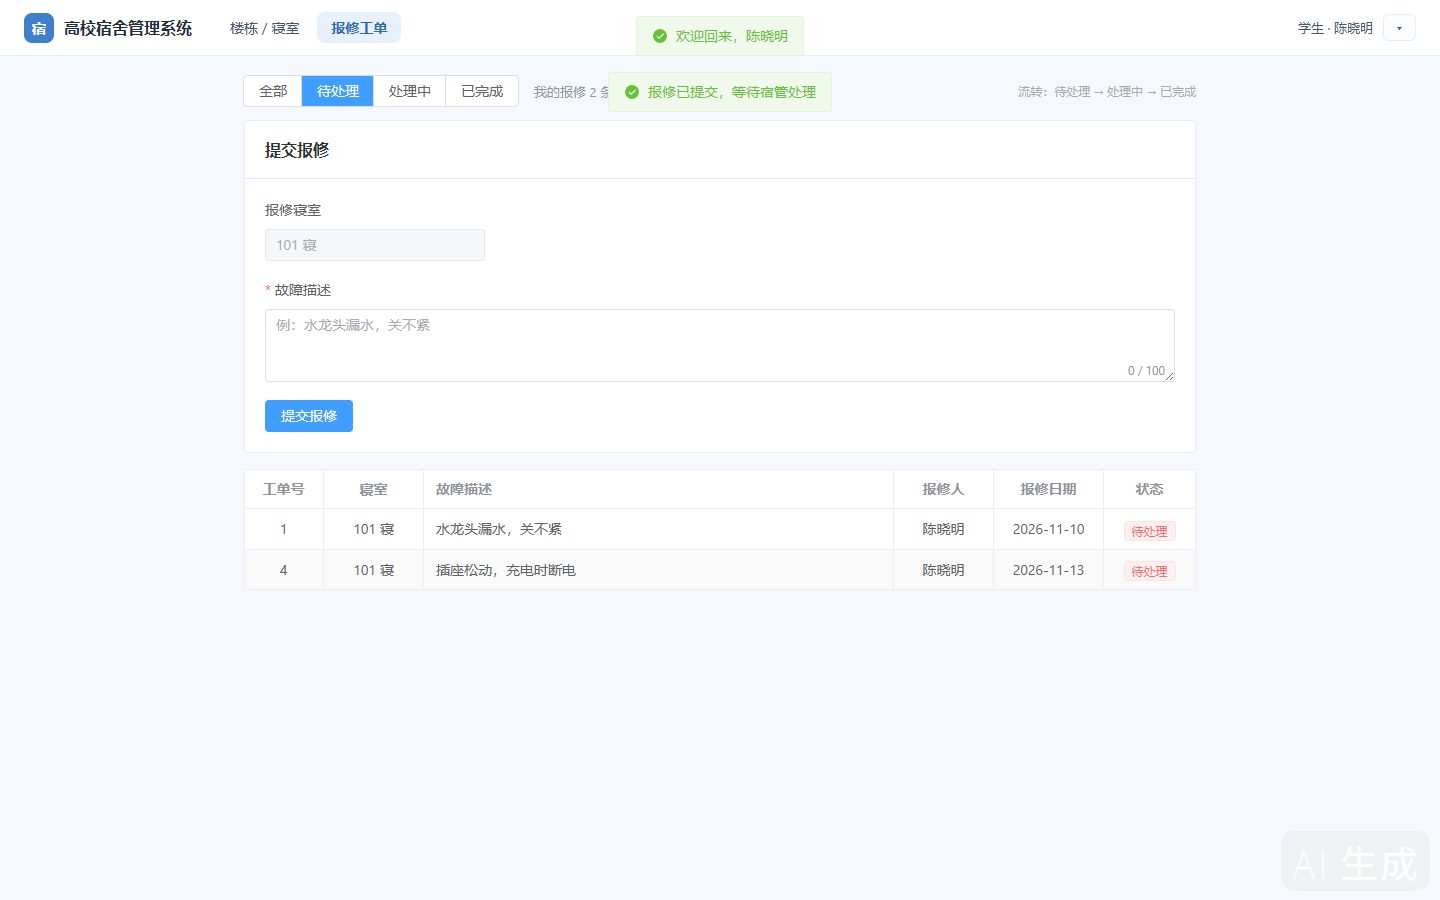 宿 高校宿舍管理系统 楼栋 / 寝室 报修工单 欢迎回来，陈晓明 学生 · 陈晓明
全部 待处理 处理中 已完成 我的报修 2 报修已提交，等待宿管处理 流转：待处理 → 处理中 → 已完成
提交报修
报修寝室
101 寝
* 故障描述
例：水龙头漏水，关不紧
0 / 100
提交报修
工单号 寝室 故障描述 报修人 报修日期 状态
1 101 寝 水龙头漏水，关不紧 陈晓明 2026-11-10 待处理
4 101 寝 插座松动，充电时断电 陈晓明 2026-11-13 待处理
AI 生成